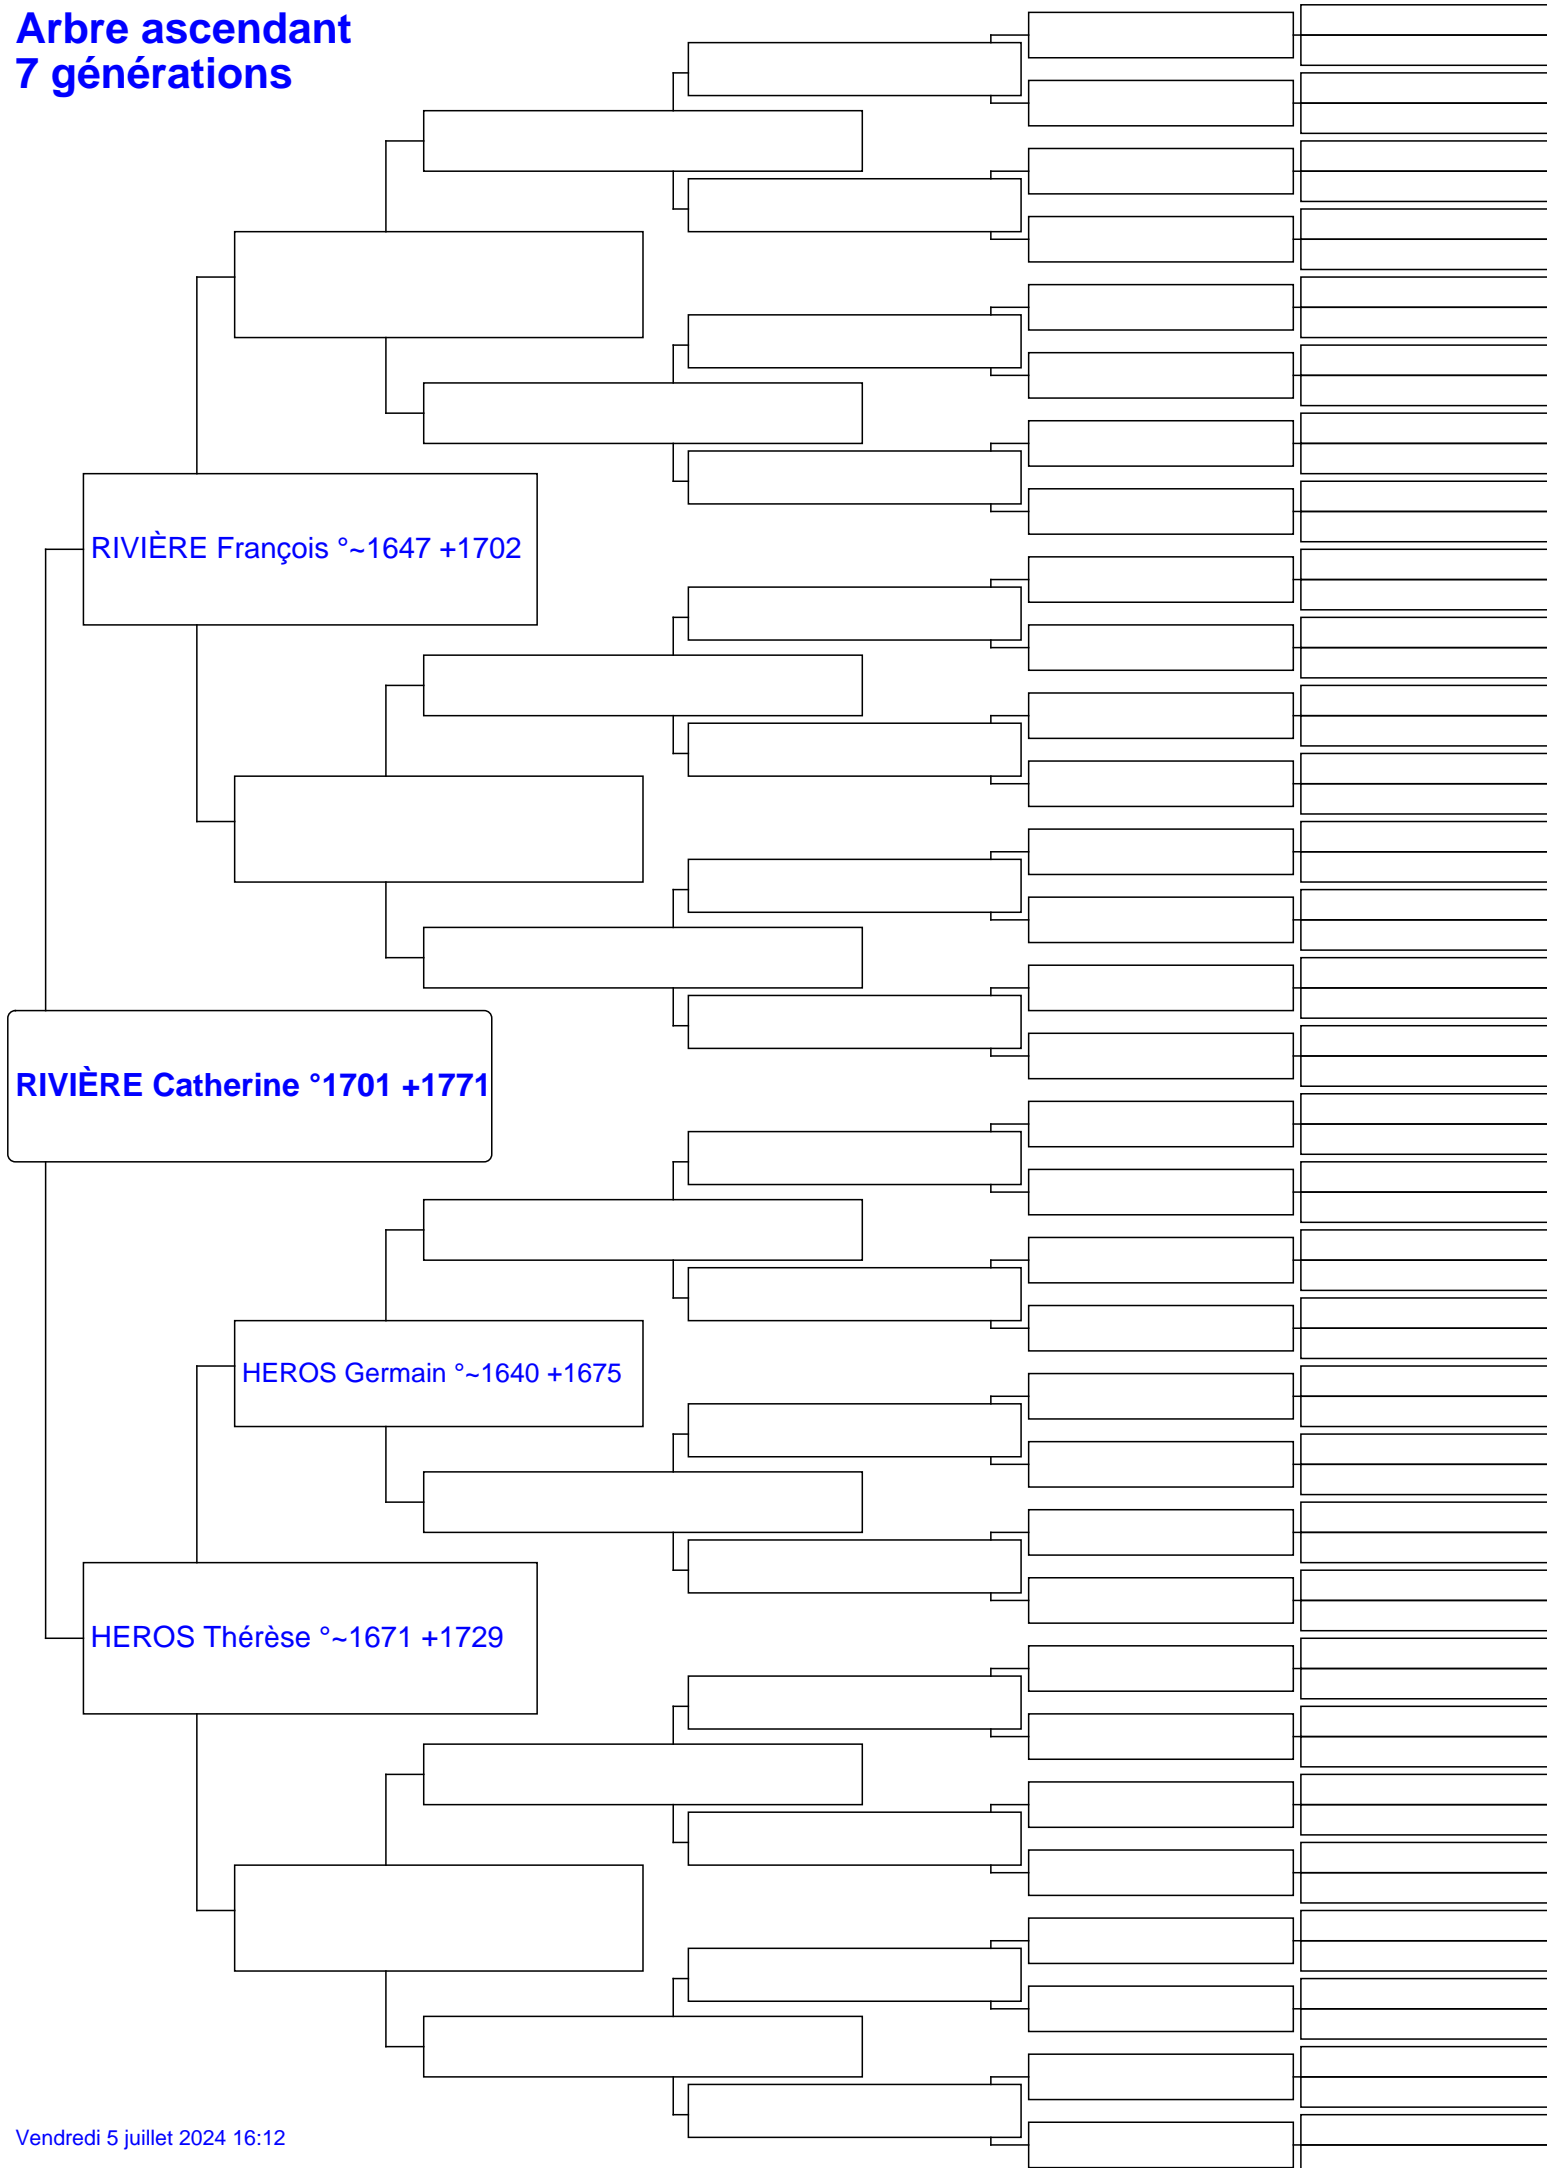 Arbre ascendant
7 générations
RIVIÈRE François °~1647 +1702
RIVIÈRE Catherine °1701 +1771
HEROS Germain °~1640 +1675
HEROS Thérèse °~1671 +1729
Vendredi 5 juillet 2024 16:12